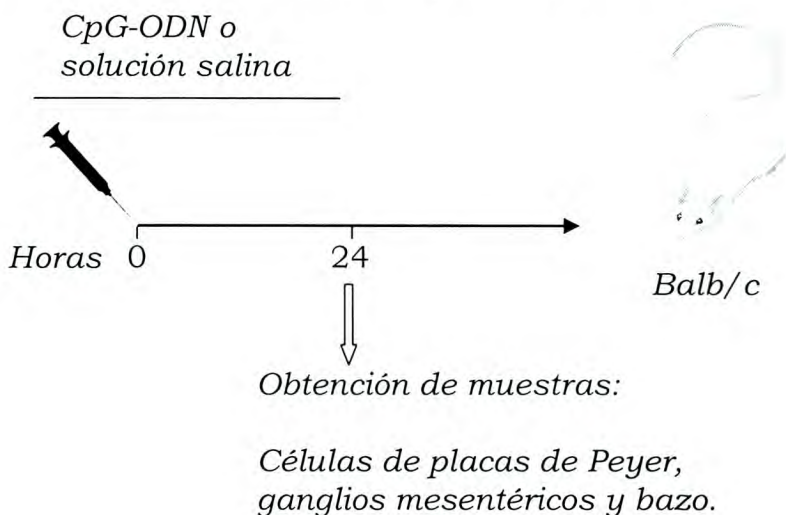 CpG-ODN o
solución salina
Horas 0 24
Balb/c
Obtención de muestras:
Células de placas de Peyer,
ganglios mesentéricos y bazo.